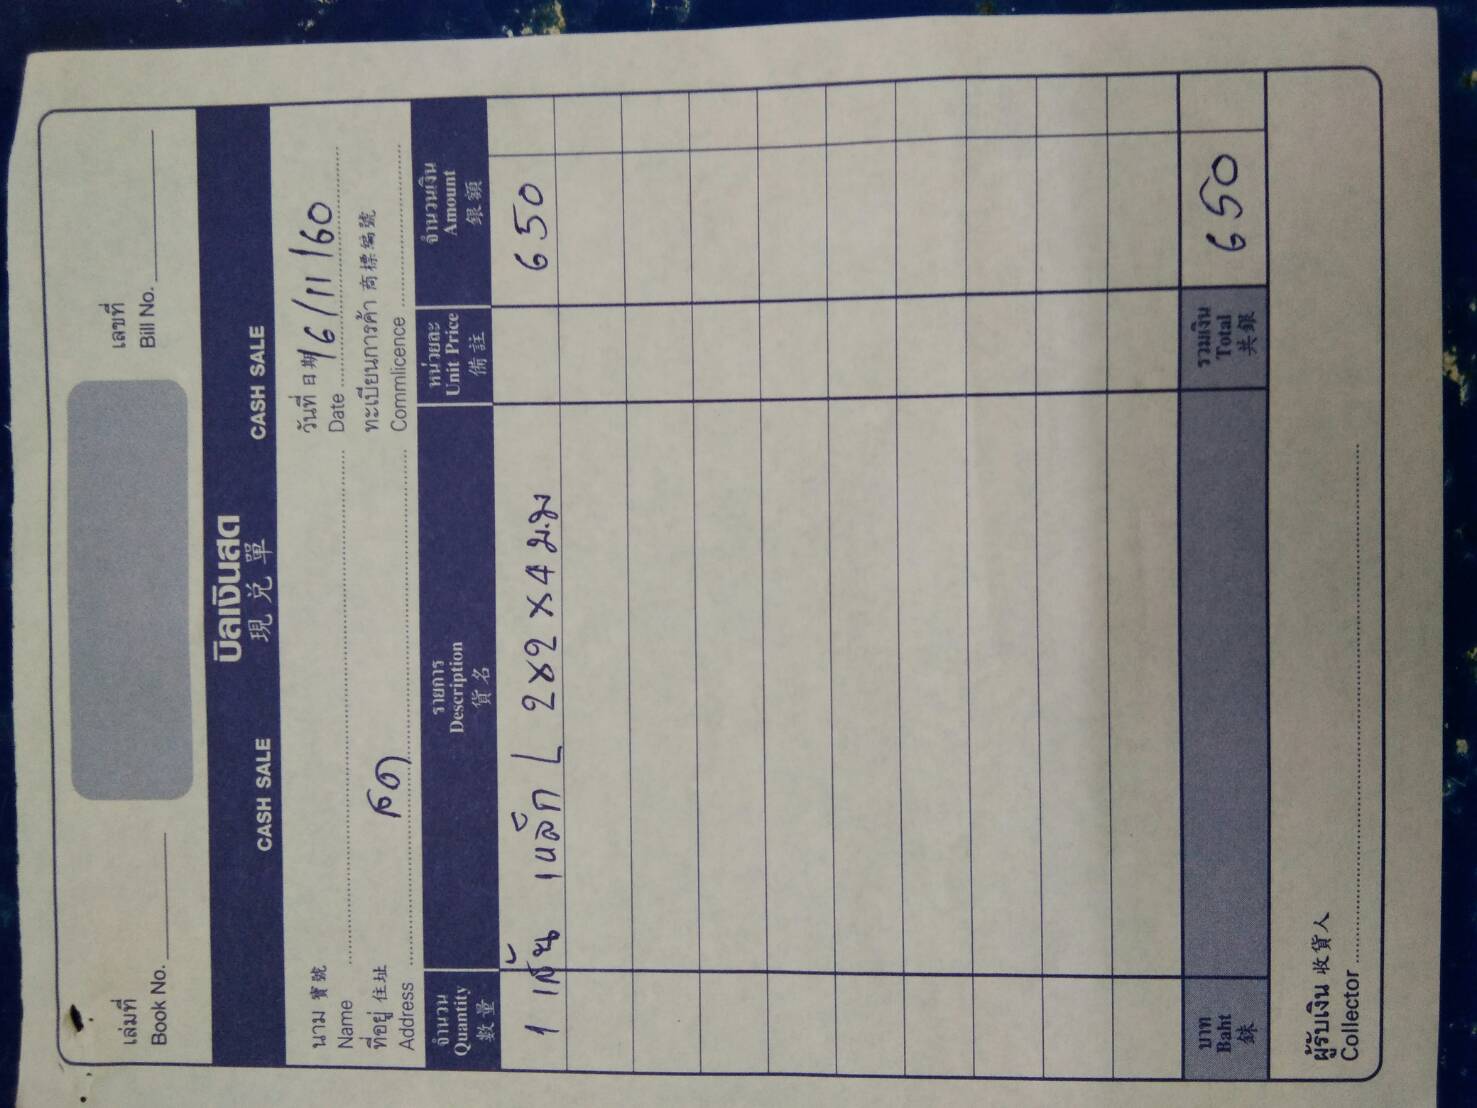 เล่มที่ เลขที่
Book No. Bill No.
บิลเงินสด
CASH SALE 現兑單 CASH SALE
นาม 寶號 วันที่ 日期 16/11/60
Name Date
ที่อยู่ 住址 สด ทะเบียนการค้า 商標編號
Address Commlicence
จำนวน รายการ หน่วยละ จำนวนเงิน
Quantity Description Unit Price Amount
數量 貨名 備註 銀額
1 เส้น เหล็ก L 2x2 x 4 ม.ม 650
บาท รวมเงิน 650
Baht Total
銖 共銀
ผู้รับเงิน 收貨人
Collector